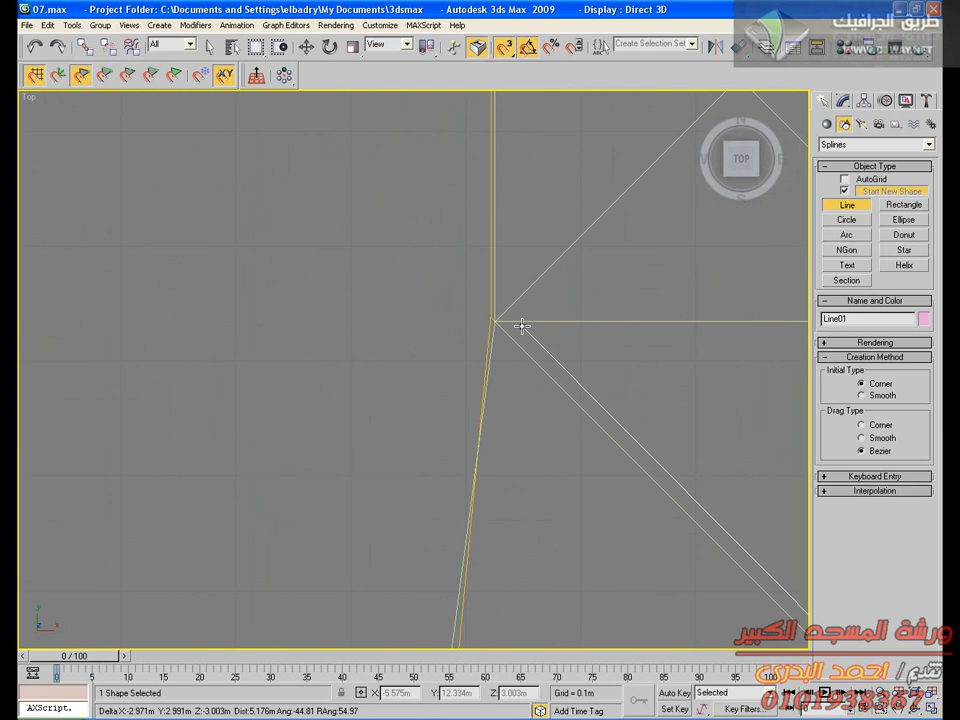 07.max - Project Folder: C:\Documents and Settings\elbadry\My Documents\3dsmax - Autodesk 3ds Max 2009 - Display : Direct 3D
File Edit Tools Group Views Create Modifiers Animation Graph Editors Rendering Customize MAXScript Help
طريق الجرافيك
All
View
3
ABC
Create Selection Set
XY
Top
N
TOP
E
S
Splines
- Object Type
AutoGrid
Start New Shape
Line Rectangle
Circle Ellipse
Arc Donut
NGon Star
Text Helix
Section
- Name and Color
Line01
+ Rendering
- Creation Method
Initial Type
Corner
Smooth
Drag Type
Corner
Smooth
Bezier
+ Keyboard Entry
+ Interpolation
y
z
x
ورشة المسجد الكبير
تقديم / احمد البدرى
0101938367
0 / 100
0 5 10 15 20 25 30 35 40 45 50 55 60 65 70 75 80 85 90 95 100
1 Shape Selected
X: -5.575m
Y: 12.334m
Z: 3.003m
Grid = 0.1m
Auto Key
Selected
'AXScript.
Delta X:-2.971m Y:2.991m Z:-3.003m Dist:5.176m Ang:-44.81 RAng:54.97
Add Time Tag
Set Key
Key Filters...